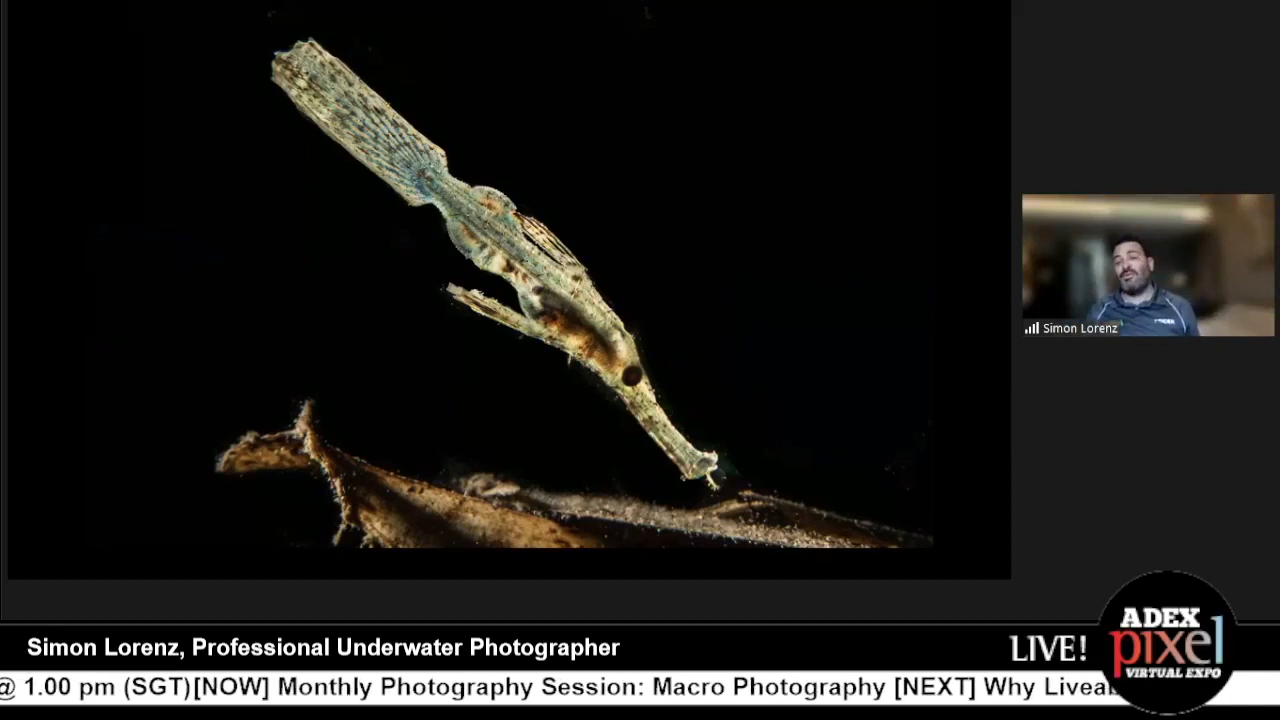 Simon Lorenz
Simon Lorenz, Professional Underwater Photographer
LIVE!
ADEX
pixel
VIRTUAL EXPO
@ 1.00 pm (SGT)[NOW] Monthly Photography Session: Macro Photography [NEXT] Why